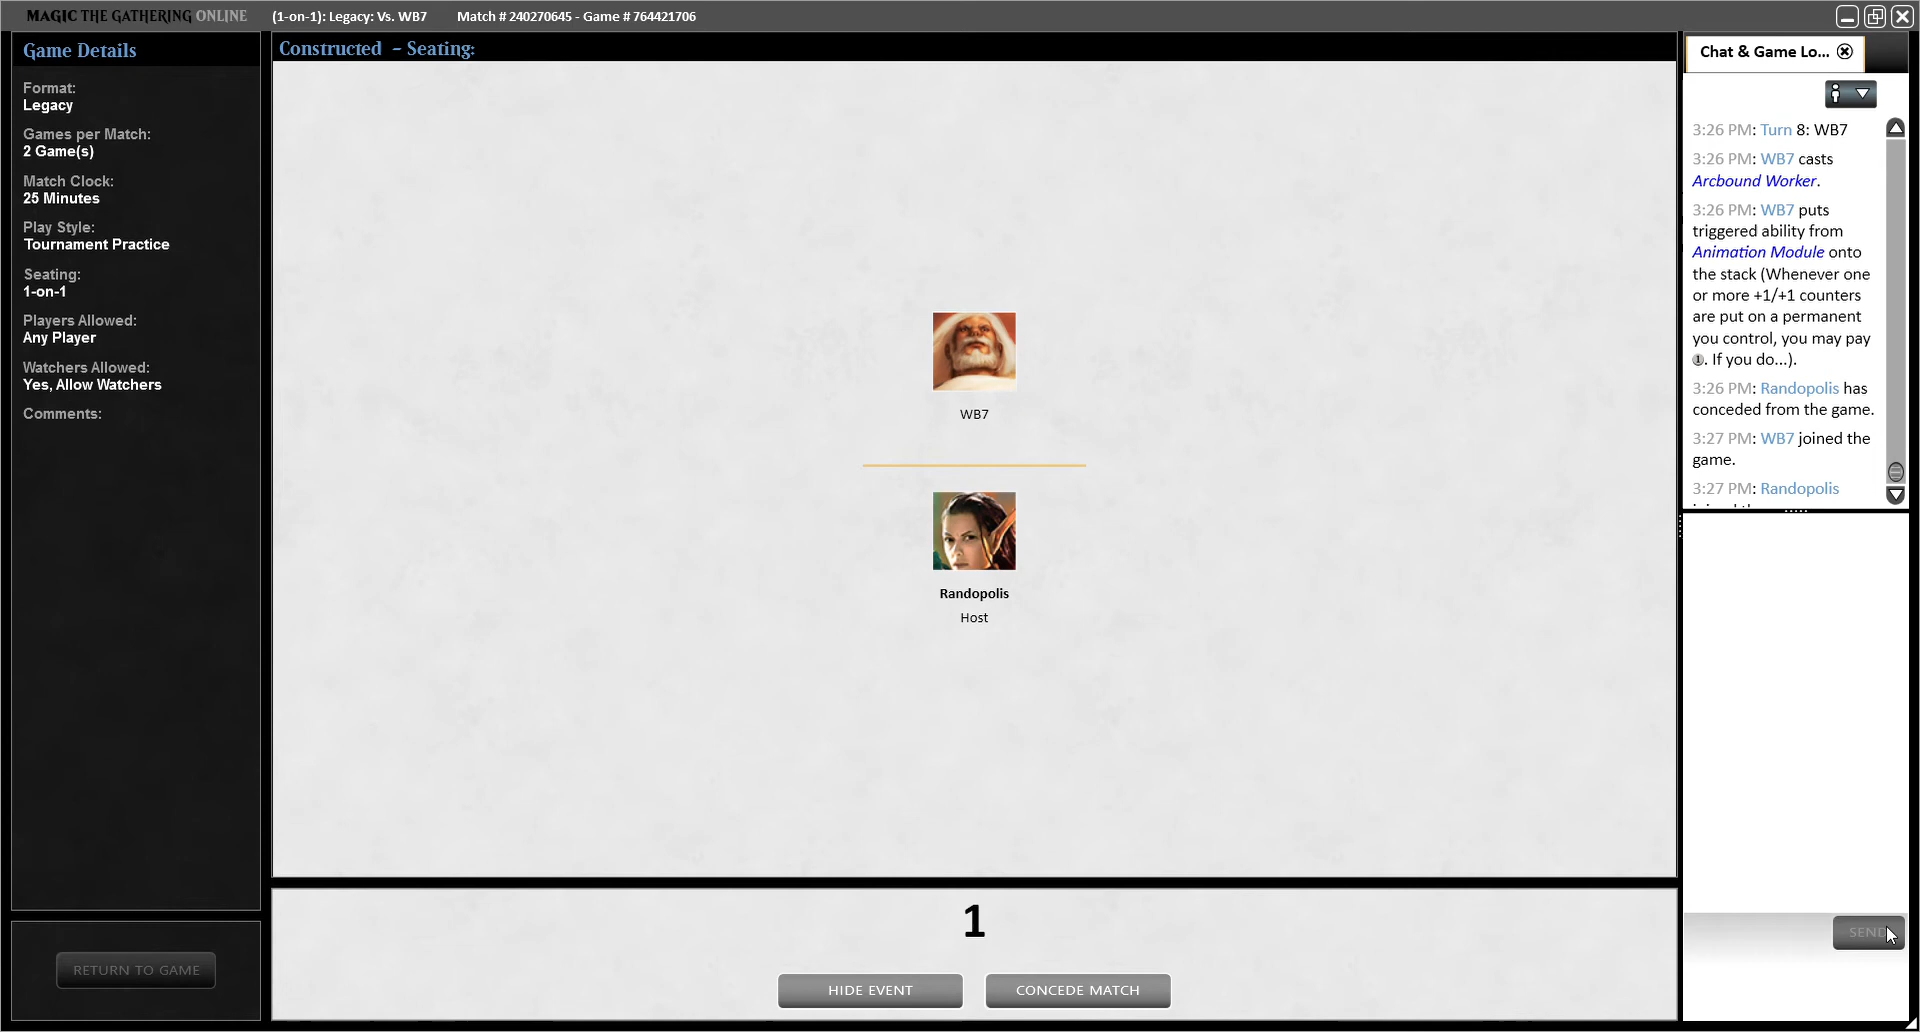 MAGIC THE GATHERING ONLINE
(1-on-1): Legacy: Vs. WB7
Match # 240270645 - Game # 764421706
Game Details
Format:
Legacy
Games per Match:
2 Game(s)
Match Clock:
25 Minutes
Play Style:
Tournament Practice
Seating:
1-on-1
Players Allowed:
Any Player
Watchers Allowed:
Yes, Allow Watchers
Comments:
RETURN TO GAME
Constructed – Seating:
WB7
Randopolis
Host
1
HIDE EVENT
CONCEDE MATCH
Chat & Game Lo...
3:26 PM: Turn 8: WB7
3:26 PM: WB7 casts
Arcbound Worker.
3:26 PM: WB7 puts
triggered ability from
Animation Module onto
the stack (Whenever one
or more +1/+1 counters
are put on a permanent
you control, you may pay
1. If you do...).
3:26 PM: Randopolis has
conceded from the game.
3:27 PM: WB7 joined the
game.
3:27 PM: Randopolis
SEND